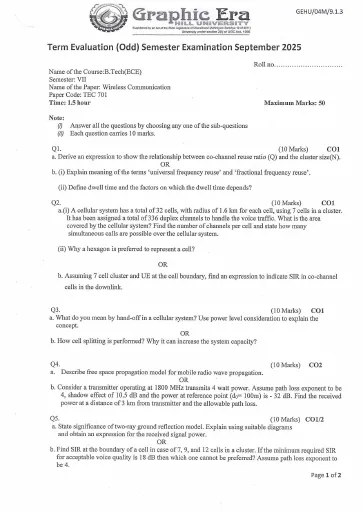 GEHU/04M/9.1.3
Graphic Era
HILL UNIVERSITY
Term Evaluation (Odd) Semester Examination September 2025
Roll no..............................
Name of the Course:B.Tech(ECE)
Semester: VII
Name of the Paper: Wireless Communication
Paper Code: TEC 701
Time: 1.5 hour Maximum Marks: 50
Note:
(i) Answer all the questions by choosing any one of the sub-questions
(ii) Each question carries 10 marks.
Q1. (10 Marks) CO1
a. Derive an expression to show the relationship between co-channel reuse ratio (Q) and the cluster size(N).
OR
b. (i) Explain meaning of the terms 'universal frequency reuse' and 'fractional frequency reuse'.
(ii) Define dwell time and the factors on which the dwell time depends?
Q2. (10 Marks) CO1
a.(i) A cellular system has a total of 32 cells, with radius of 1.6 km for each cell, using 7 cells in a cluster.
It has been assigned a total of 336 duplex channels to handle the voice traffic. What is the area
covered by the cellular system? Find the number of channels per cell and state how many
simultaneous calls are possible over the cellular system.
(ii) Why a hexagon is preferred to represent a cell?
OR
b. Assuming 7 cell cluster and UE at the cell boundary, find an expression to indicate SIR in co-channel
cells in the downlink.
Q3. (10 Marks) CO1
a. What do you mean by hand-off in a cellular system? Use power level consideration to explain the
concept.
OR
b. How cell splitting is performed? Why it can increase the system capacity?
Q4. (10 Marks) CO2
a. Describe free space propagation model for mobile radio wave propagation.
OR
b. Consider a transmitter operating at 1800 MHz transmits 4 watt power. Assume path loss exponent to be
4, shadow effect of 10.5 dB and the power at reference point (d₀= 100m) is - 32 dB. Find the received
power at a distance of 3 km from transmitter and the allowable path loss.
Q5. (10 Marks) CO1/2
a. State significance of two-ray ground reflection model. Explain using suitable diagrams
and obtain an expression for the received signal power.
OR
b. Find SIR at the boundary of a cell in case of 7, 9, and 12 cells in a cluster. If the minimum required SIR
for acceptable voice quality is 18 dB then which one cannot be preferred? Assume path loss exponent to
be 4.
Page 1 of 2